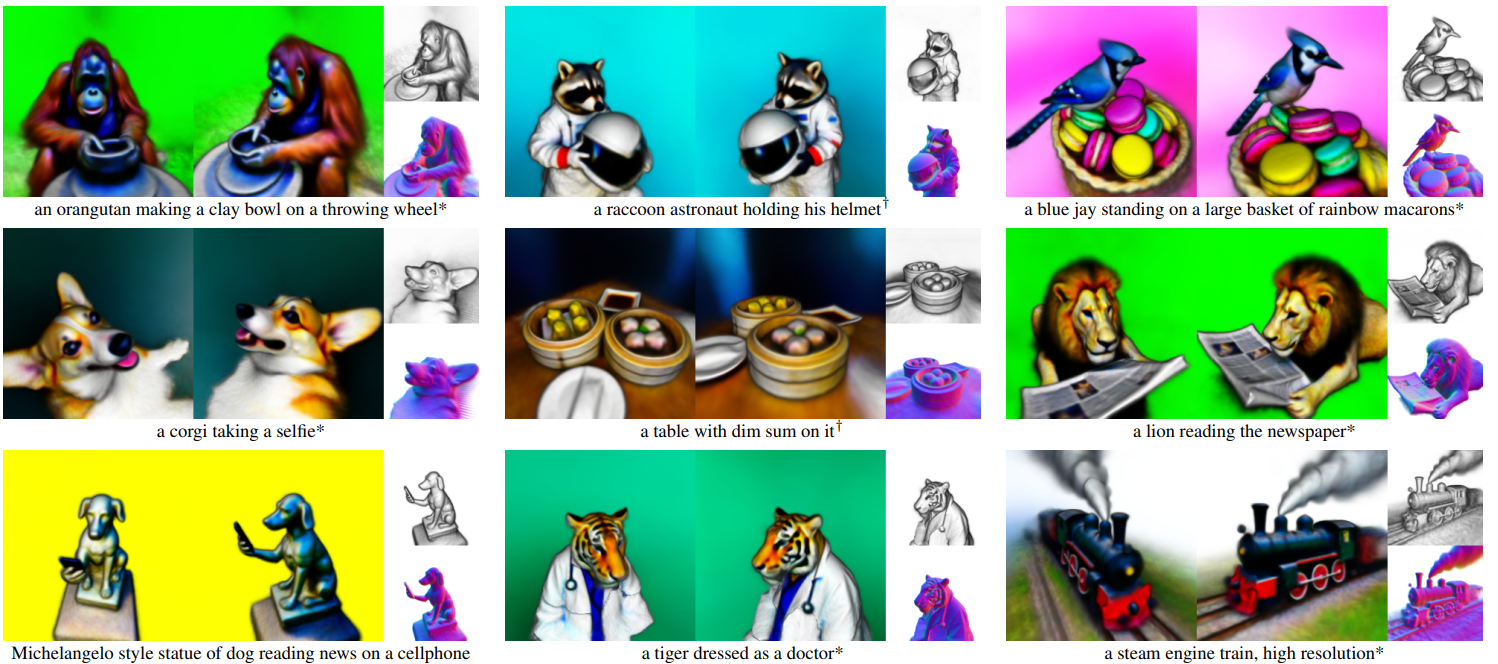 an orangutan making a clay bowl on a throwing wheel*
a raccoon astronaut holding his helmet†
a blue jay standing on a large basket of rainbow macarons*
a corgi taking a selfie*
a table with dim sum on it†
a lion reading the newspaper*
Michelangelo style statue of dog reading news on a cellphone
a tiger dressed as a doctor*
a steam engine train, high resolution*